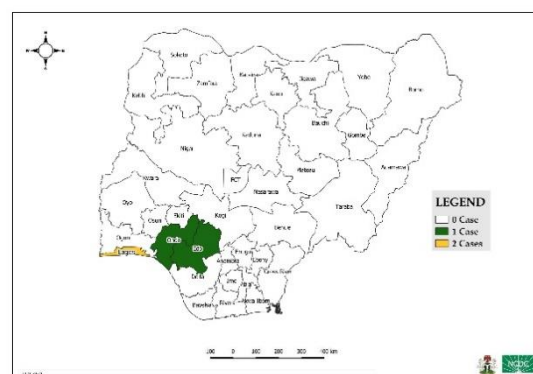 Sokoto
Zamfara
Katsina
Kano
Jigawa
Yobe
Borno
Kebbi
Kaduna
Bauchi
Gombe
Niger
Adamawa
Plateau
Kwara
FCT
Nasarawa
Taraba
Oyo
Osun
Ekiti
Kogi
Benue
Ogun
Lagos
Ondo
Edo
Anambra
Enugu
Ebonyi
Cross River
Delta
Imo
Abia
Bayelsa
Rivers
Akwa Ibom
LEGEND
0 Case
1 Case
2 Cases
100 0 100 200 300 400 km
NCDC